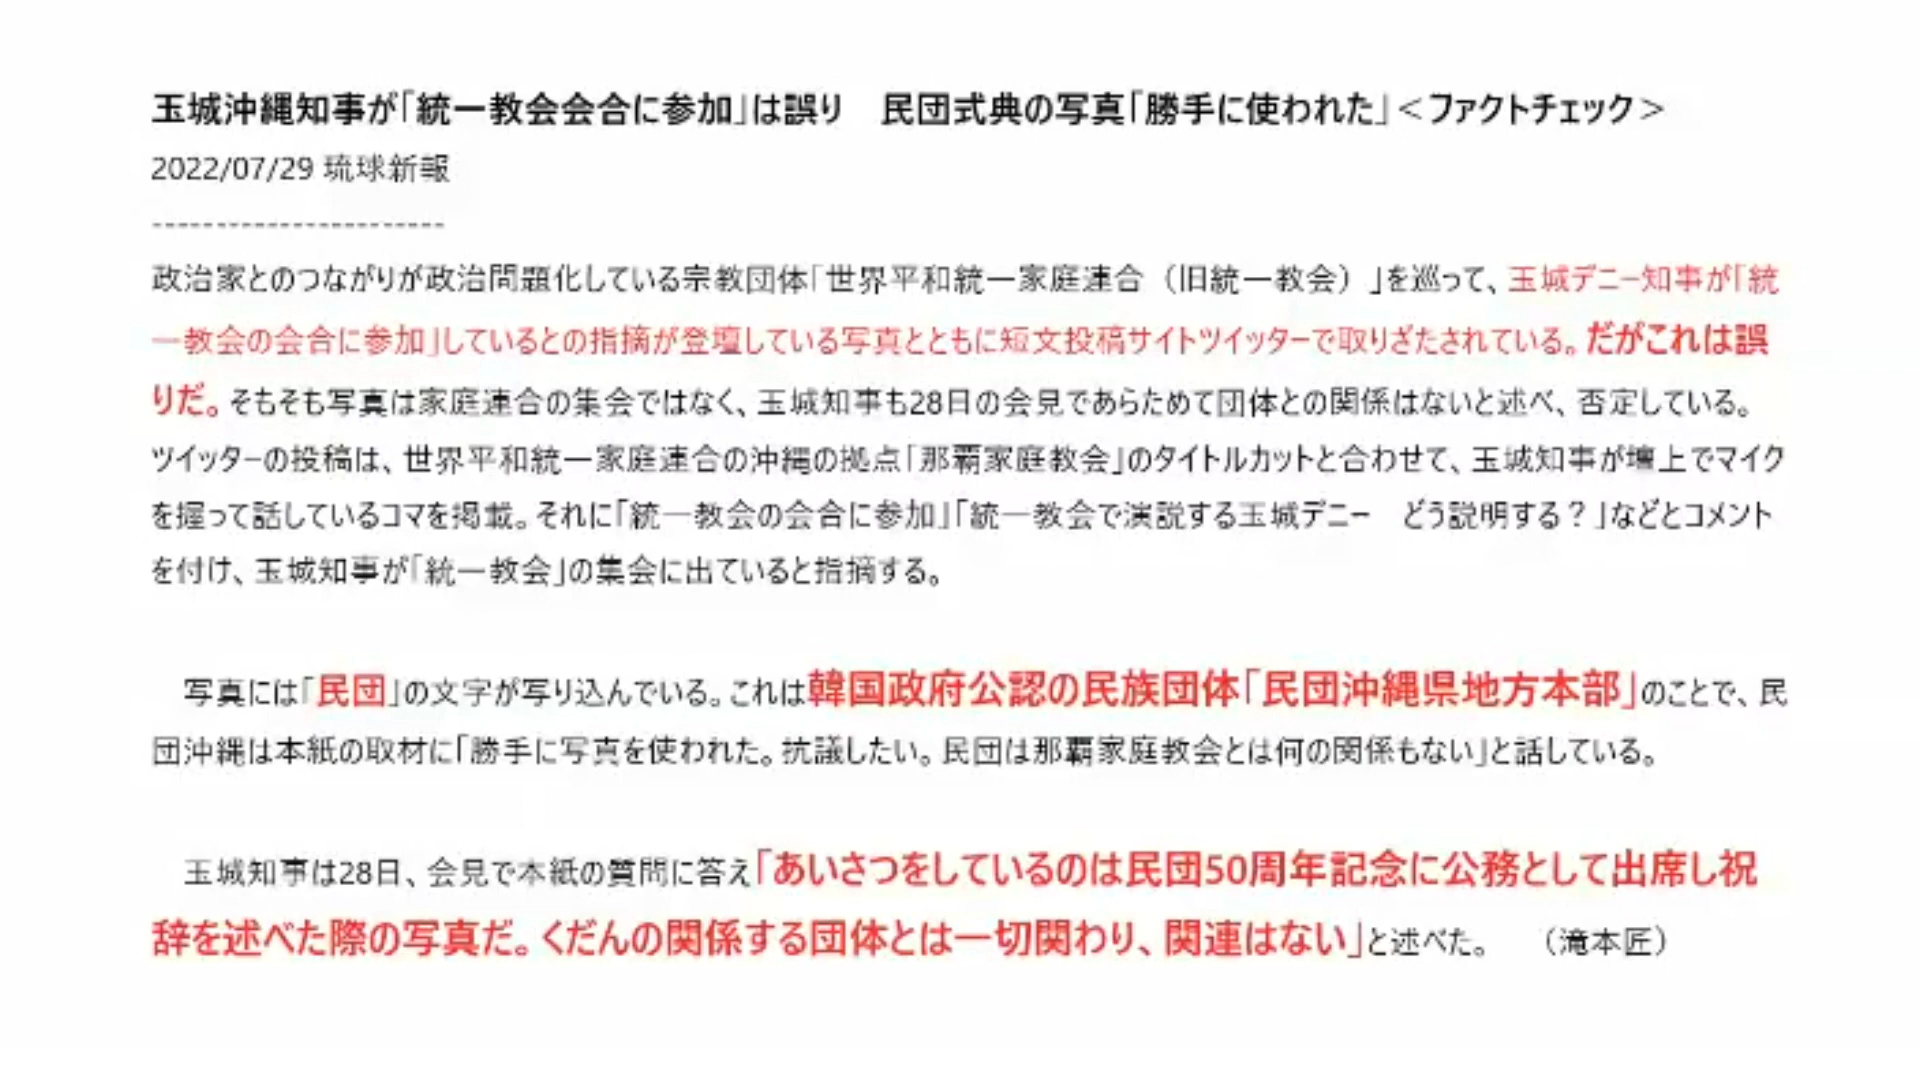 玉城沖縄知事が「統一教会会合に参加」は誤り　民団式典の写真「勝手に使われた」＜ファクトチェック＞
2022/07/29 琉球新報
-----------------------
政治家とのつながりが政治問題化している宗教団体「世界平和統一家庭連合（旧統一教会）」を巡って、玉城デニー知事が「統
一教会の会合に参加」しているとの指摘が登壇している写真とともに短文投稿サイトツイッターで取りざたされている。だがこれは誤
りだ。そもそも写真は家庭連合の集会ではなく、玉城知事も28日の会見であらためて団体との関係はないと述べ、否定している。
ツイッターの投稿は、世界平和統一家庭連合の沖縄の拠点「那覇家庭教会」のタイトルカットと合わせて、玉城知事が壇上でマイク
を握って話しているコマを掲載。それに「統一教会の会合に参加」「統一教会で演説する玉城デニー　どう説明する？」などとコメント
を付け、玉城知事が「統一教会」の集会に出ていると指摘する。
写真には「民団」の文字が写り込んでいる。これは韓国政府公認の民族団体「民団沖縄県地方本部」のことで、民
団沖縄は本紙の取材に「勝手に写真を使われた。抗議したい。民団は那覇家庭教会とは何の関係もない」と話している。
玉城知事は28日、会見で本紙の質問に答え「あいさつをしているのは民団50周年記念に公務として出席し祝
辞を述べた際の写真だ。くだんの関係する団体とは一切関わり、関連はない」と述べた。　（滝本匠）